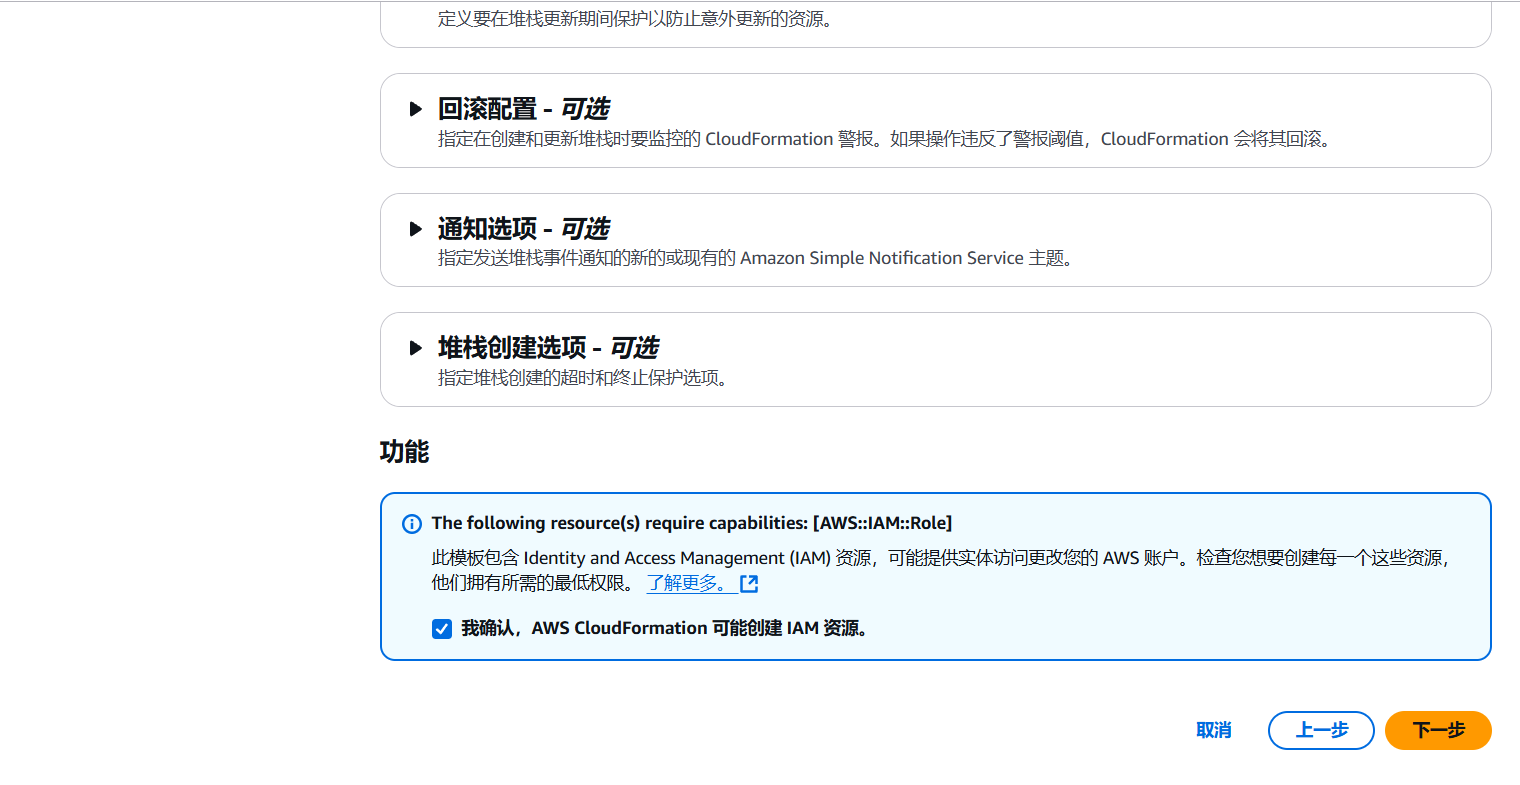 定义要在堆栈更新期间保护以防止意外更新的资源。
回滚配置 - 可选
指定在创建和更新堆栈时要监控的 CloudFormation 警报。如果操作违反了警报阈值，CloudFormation 会将其回滚。
通知选项 - 可选
指定发送堆栈事件通知的新的或现有的 Amazon Simple Notification Service 主题。
堆栈创建选项 - 可选
指定堆栈创建的超时和终止保护选项。
功能
The following resource(s) require capabilities: [AWS::IAM::Role]
此模板包含 Identity and Access Management (IAM) 资源，可能提供实体访问更改您的 AWS 账户。检查您想要创建每一个这些资源，
他们拥有所需的最低权限。 了解更多。
我确认，AWS CloudFormation 可能创建 IAM 资源。
取消 上一步 下一步